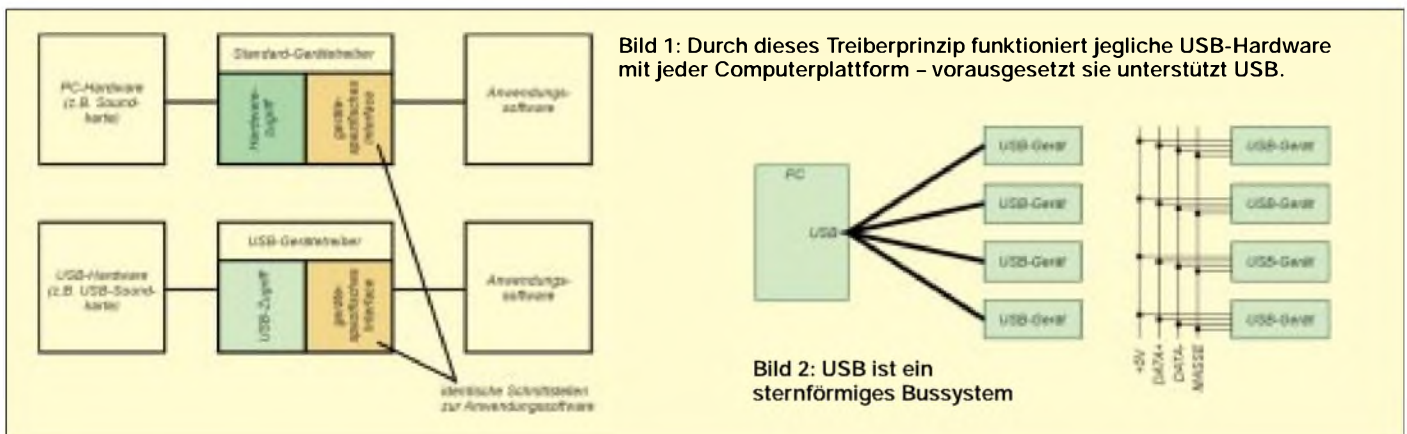 Bild 1: Durch dieses Treiberprinzip funktioniert jegliche USB-Hardware
mit jeder Computerplattform – vorausgesetzt sie unterstützt USB.
PC-Hardware
(z.B. Sound-
karte)
Standard-Gerätetreiber
Hardware-
zugriff
geräte-
spezifisches
Interface
Anwendungs-
software
USB-Hardware
(z.B. USB-Sound-
karte)
USB-Gerätetreiber
USB-Zugriff
geräte-
spezifisches
Interface
Anwendungs-
software
identische Schnittstellen
zur Anwendungssoftware
PC
USB
USB-Gerät
USB-Gerät
USB-Gerät
USB-Gerät
USB-Gerät
USB-Gerät
USB-Gerät
USB-Gerät
+5V
DATA+
DATA-
MASSE
Bild 2: USB ist ein
sternförmiges Bussystem